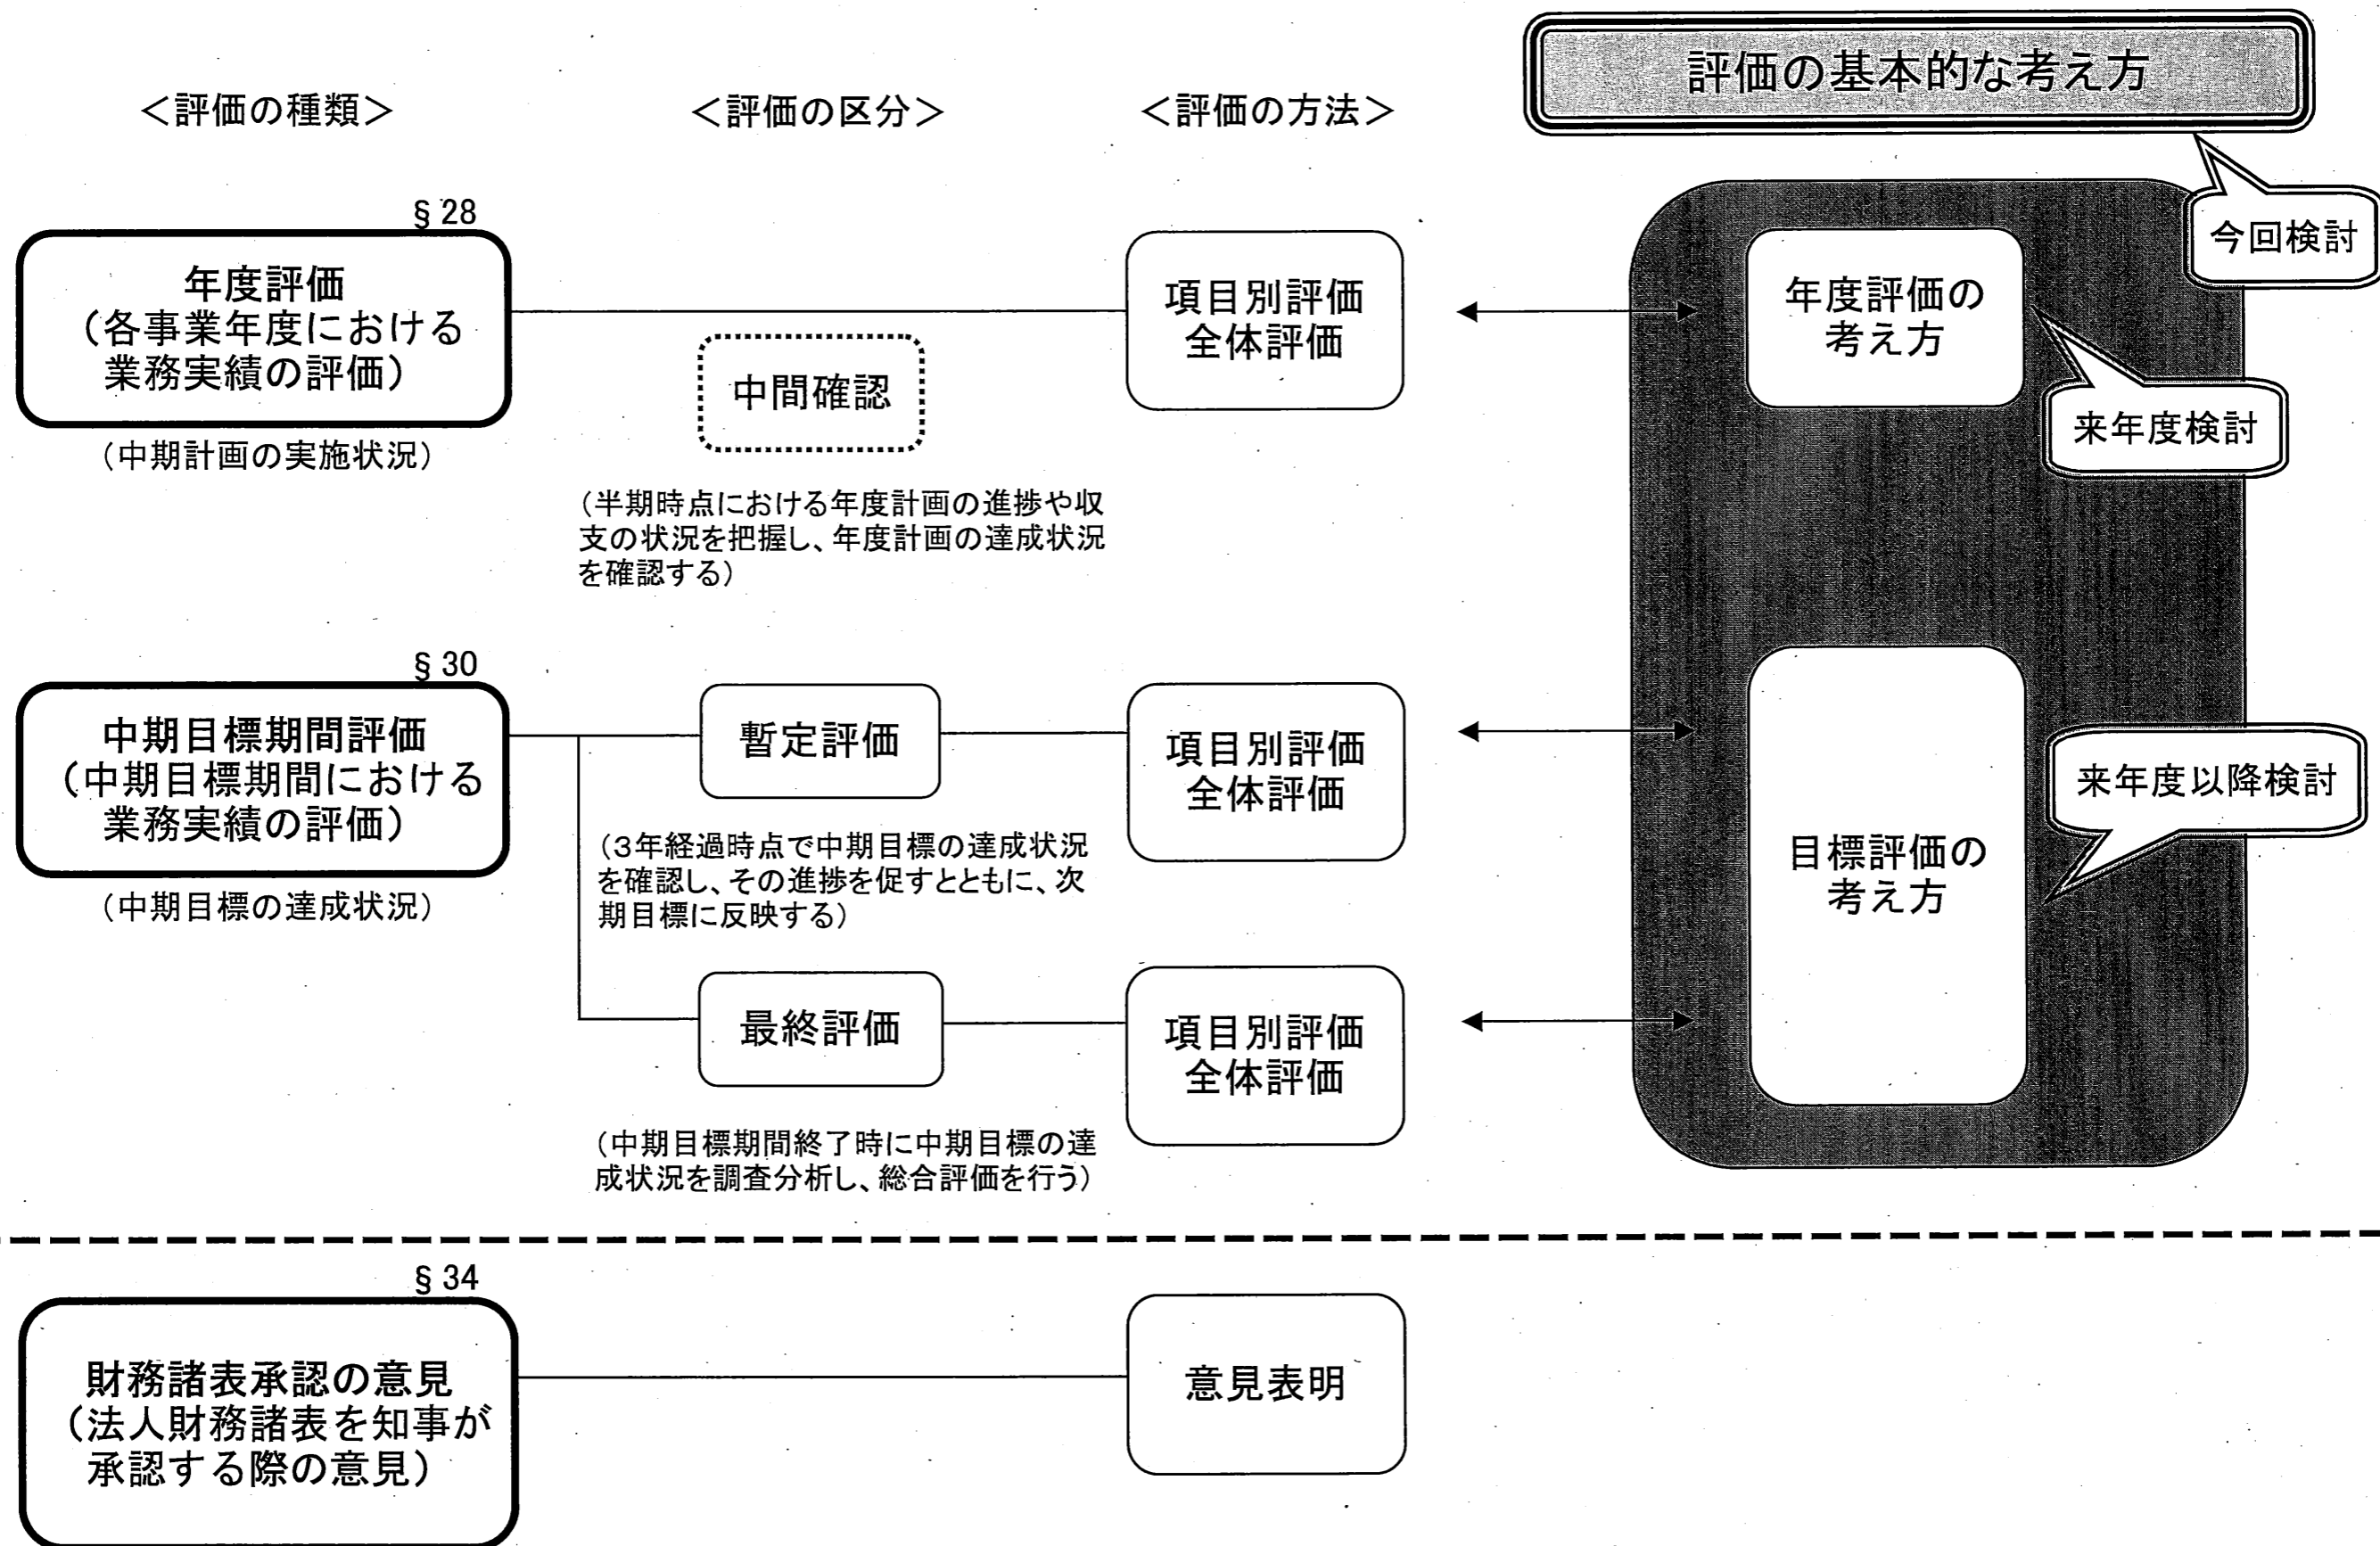 評価の基本的な考え方
＜評価の種類＞
＜評価の区分＞
＜評価の方法＞
今回検討
§28
年度評価
（各事業年度における
業務実績の評価）
（中期計画の実施状況）
中間確認
（半期時点における年度計画の進捗や収
支の状況を把握し、年度計画の達成状況
を確認する）
項目別評価
全体評価
年度評価の
考え方
来年度検討
§30
中期目標期間評価
（中期目標期間における
業務実績の評価）
（中期目標の達成状況）
暫定評価
（3年経過時点で中期目標の達成状況
を確認し、その進捗を促すとともに、次
期目標に反映する）
項目別評価
全体評価
最終評価
（中期目標期間終了時に中期目標の達
成状況を調査分析し、総合評価を行う）
項目別評価
全体評価
目標評価の
考え方
来年度以降検討
§34
財務諸表承認の意見
（法人財務諸表を知事が
承認する際の意見）
意見表明